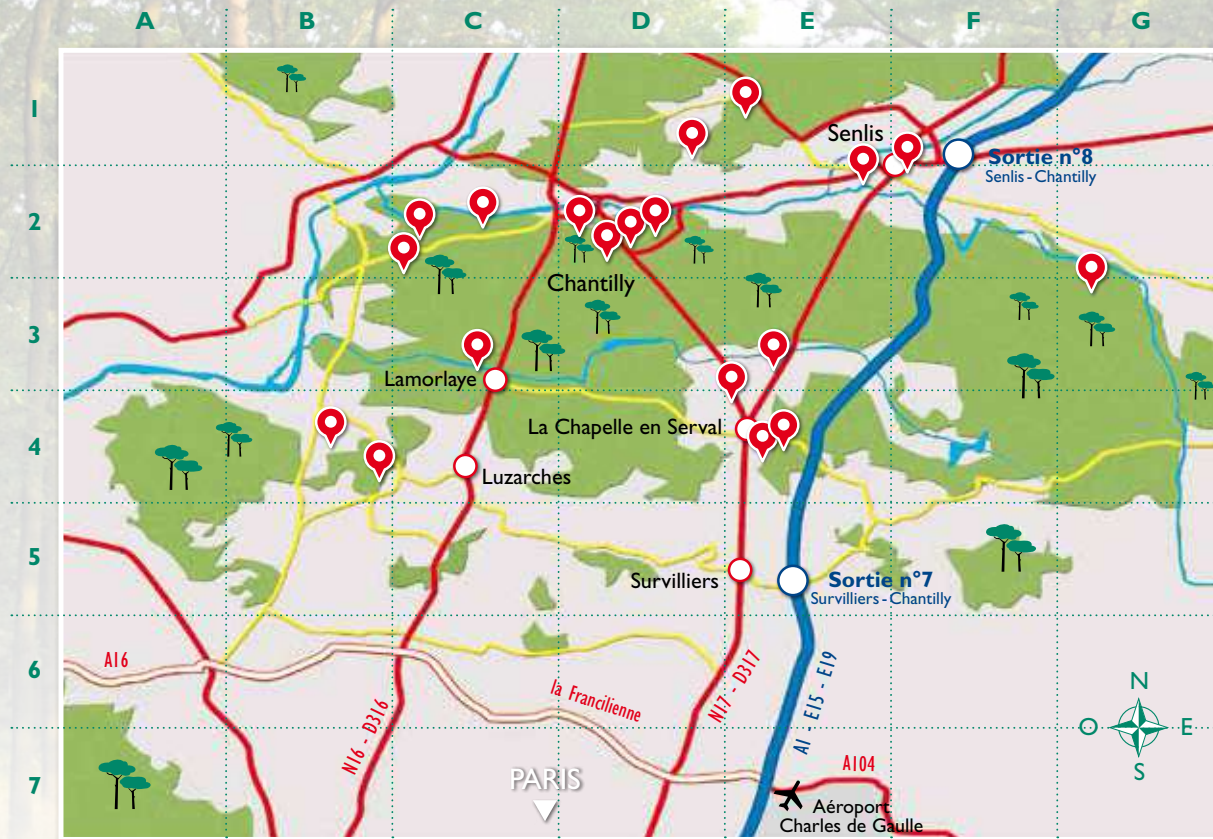 A B C D E F G
1
Senlis
Sortie n°8
Senlis - Chantilly
2
Chantilly
3
Lamorlaye
La Chapelle en Serval
4
Luzarches
5
Survilliers
Sortie n°7
Survilliers - Chantilly
6
A16
la Francilienne
N16 - D316
N17 - D317
A1 - E15 - E19
N
O E
S
7
PARIS
A104
Aéroport
Charles de Gaulle